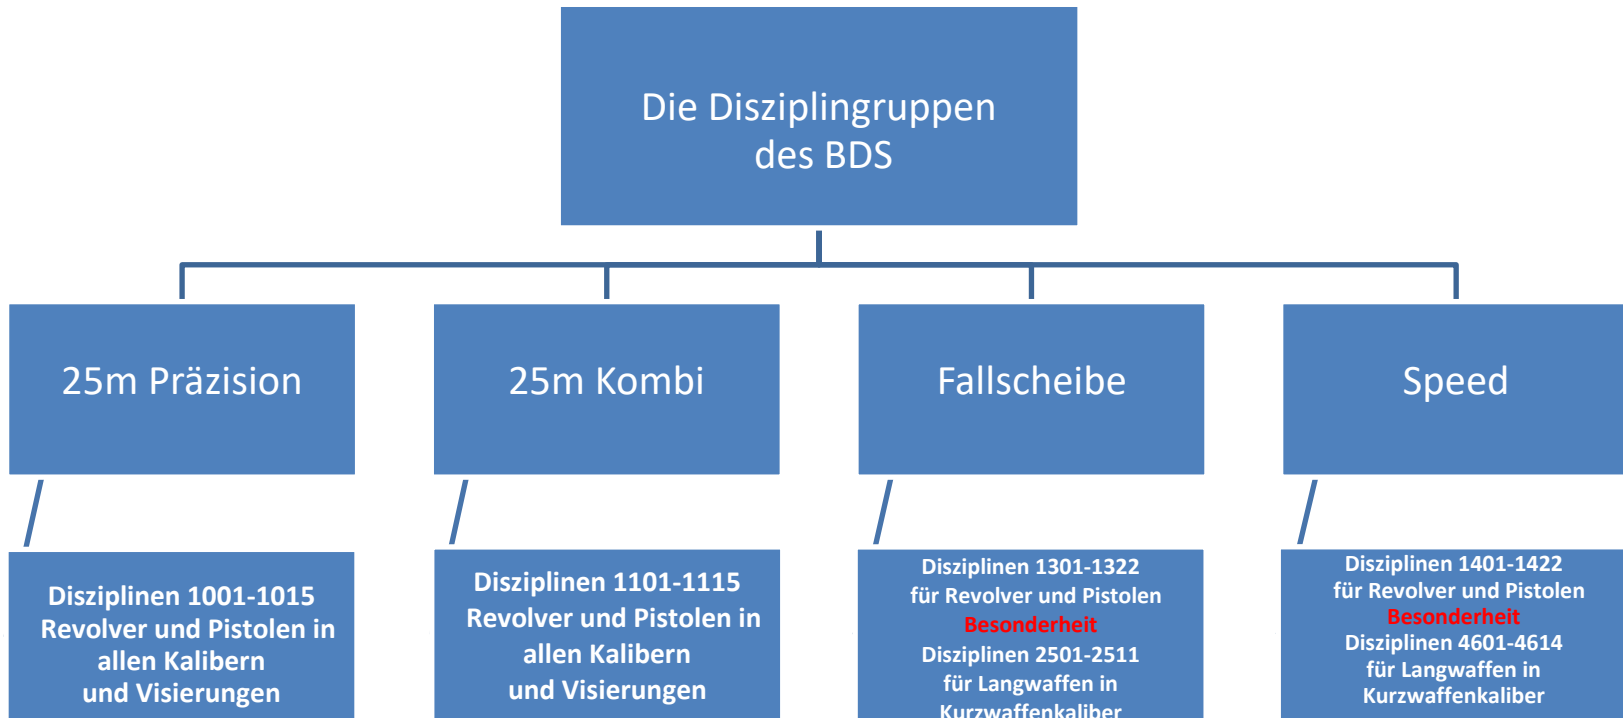 Die Disziplingruppen
des BDS
25m Präzision
25m Kombi
Fallscheibe
Speed
Disziplinen 1001-1015
Revolver und Pistolen in
allen Kalibern
und Visierungen
Disziplinen 1101-1115
Revolver und Pistolen in
allen Kalibern
und Visierungen
Disziplinen 1301-1322
für Revolver und Pistolen
Besonderheit
Disziplinen 2501-2511
für Langwaffen in
Kurzwaffenkaliber
Disziplinen 1401-1422
für Revolver und Pistolen
Besonderheit
Disziplinen 4601-4614
für Langwaffen in
Kurzwaffenkaliber